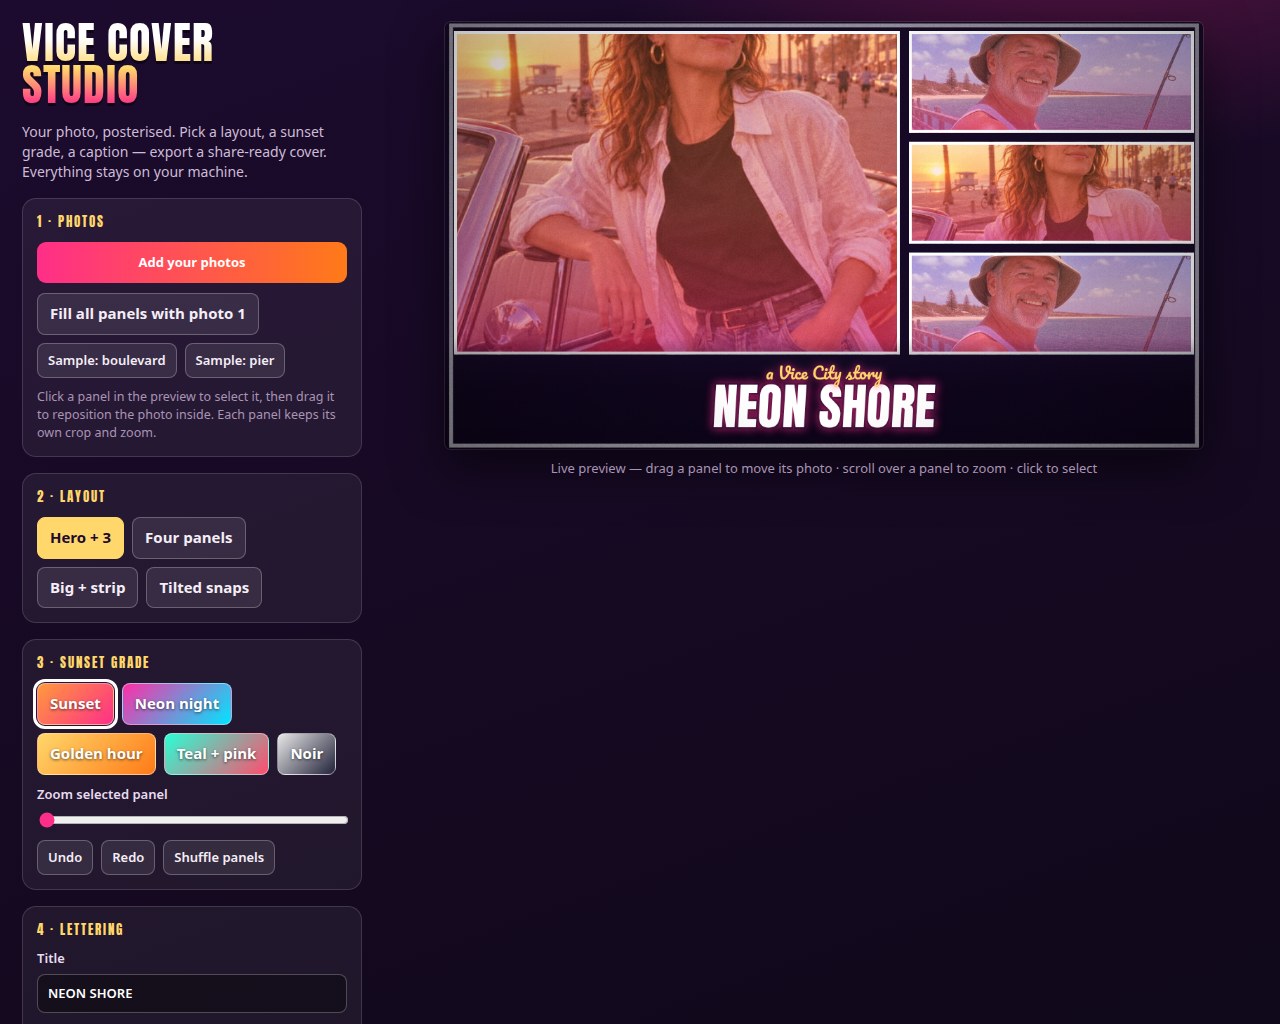 VICE COVER
STUDIO
Your photo, posterised. Pick a layout, a sunset
grade, a caption — export a share-ready cover.
Everything stays on your machine.
1 · PHOTOS
Add your photos
Fill all panels with photo 1
Sample: boulevard
Sample: pier
Click a panel in the preview to select it, then drag it
to reposition the photo inside. Each panel keeps its
own crop and zoom.
2 · LAYOUT
Hero + 3
Four panels
Big + strip
Tilted snaps
3 · SUNSET GRADE
Sunset
Neon night
Golden hour
Teal + pink
Noir
Zoom selected panel
Undo
Redo
Shuffle panels
4 · LETTERING
Title
NEON SHORE
a Vice City story
NEON SHORE
Live preview — drag a panel to move its photo · scroll over a panel to zoom · click to select